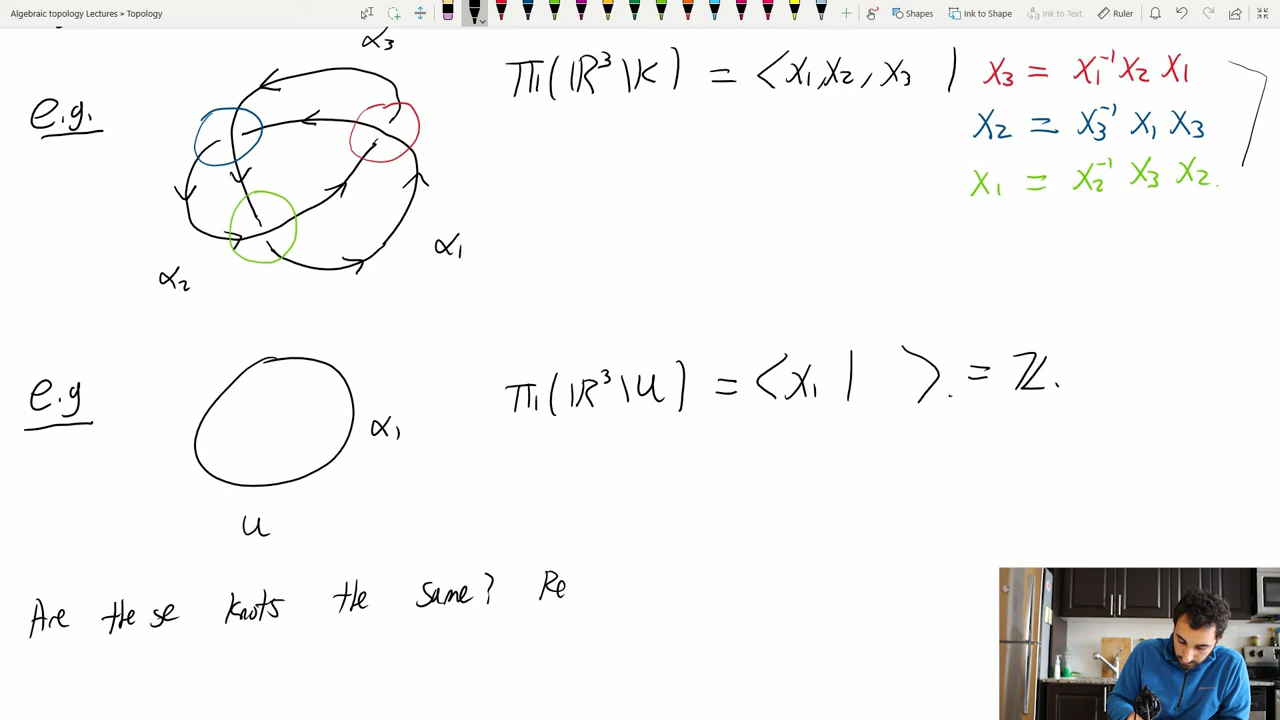 Algebraic topology Lectures » Topology
Shapes Ink to Shape Ink to Text Ruler
α₃
e.g. π₁(ℝ³\K) = ⟨x₁,x₂,x₃ | x₃ = x₁⁻¹ x₂ x₁
x₂ = x₃⁻¹ x₁ x₃
x₁ = x₂⁻¹ x₃ x₂. ⟩
α₁
α₂
e.g π₁(ℝ³\U) = ⟨x₁ | ⟩. = ℤ.
α₁
U
Are these knots the same? Re